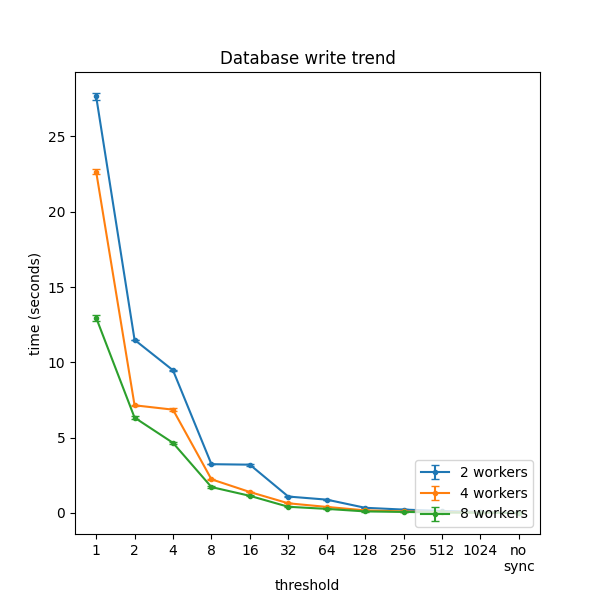 Database write trend
time (seconds)
25
20
15
10
5
0
2 workers
4 workers
8 workers
1 2 4 8 16 32 64 128 256 512 1024 no
sync
threshold